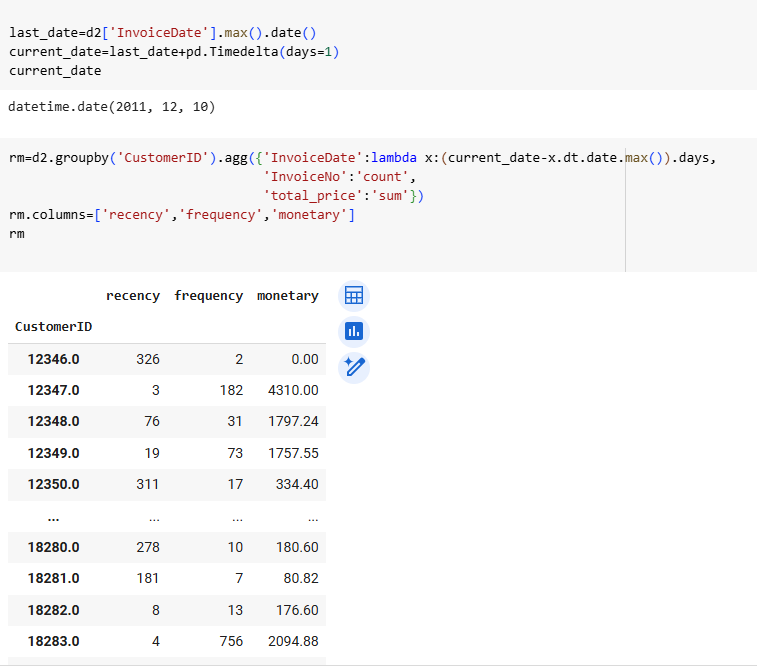 last_date=d2['InvoiceDate'].max().date()
current_date=last_date+pd.Timedelta(days=1)
current_date
datetime.date(2011, 12, 10)
rm=d2.groupby('CustomerID').agg({'InvoiceDate':lambda x:(current_date-x.dt.date.max()).days,
'InvoiceNo':'count',
'total_price':'sum'})
rm.columns=['recency','frequency','monetary']
rm
recency frequency monetary
CustomerID
12346.0 326 2 0.00
12347.0 3 182 4310.00
12348.0 76 31 1797.24
12349.0 19 73 1757.55
12350.0 311 17 334.40
... ... ... ...
18280.0 278 10 180.60
18281.0 181 7 80.82
18282.0 8 13 176.60
18283.0 4 756 2094.88